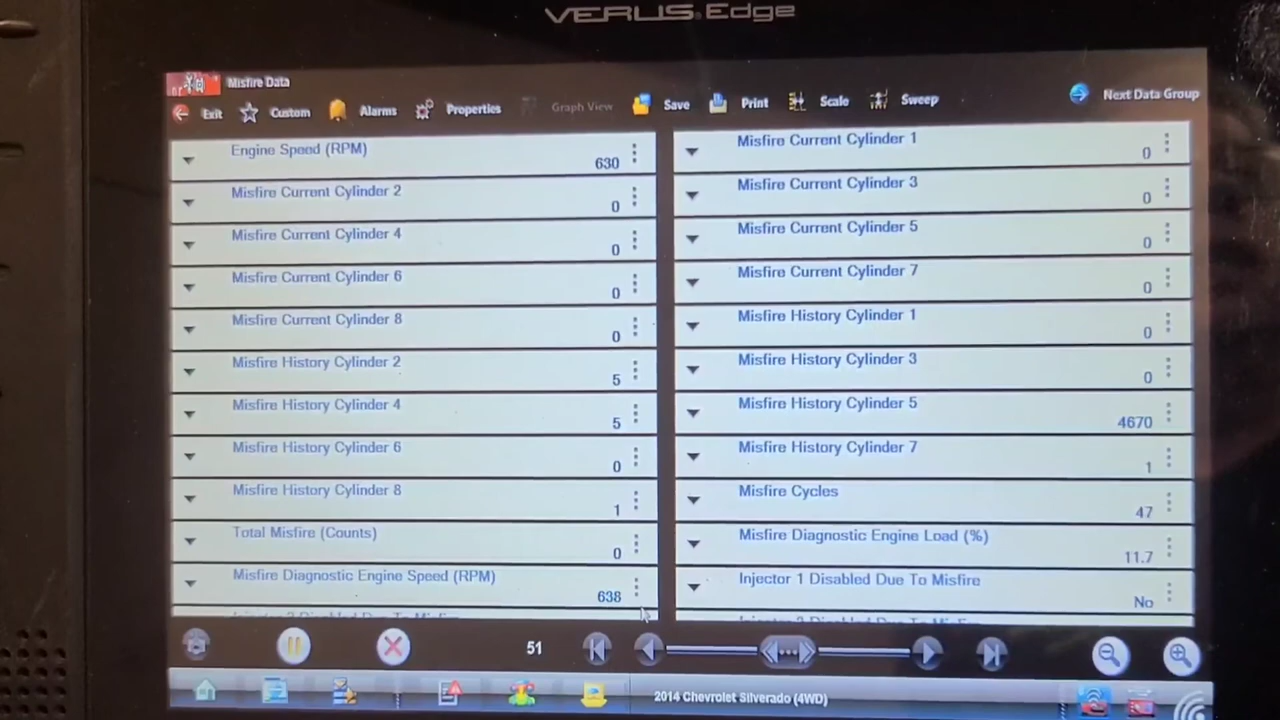 VERUS Edge
Misfire Data
Exit Custom Alarms Properties Graph View Save Print Scale Sweep Next Data Group
Engine Speed (RPM) 630
Misfire Current Cylinder 1 0
Misfire Current Cylinder 2 0
Misfire Current Cylinder 3 0
Misfire Current Cylinder 4 0
Misfire Current Cylinder 5 0
Misfire Current Cylinder 6 0
Misfire Current Cylinder 7 0
Misfire Current Cylinder 8 0
Misfire History Cylinder 1 0
Misfire History Cylinder 2 5
Misfire History Cylinder 3 0
Misfire History Cylinder 4 5
Misfire History Cylinder 5 4670
Misfire History Cylinder 6 0
Misfire History Cylinder 7 1
Misfire History Cylinder 8 1
Misfire Cycles 47
Total Misfire (Counts) 0
Misfire Diagnostic Engine Load (%) 11.7
Misfire Diagnostic Engine Speed (RPM) 638
Injector 1 Disabled Due To Misfire No
51
2014 Chevrolet Silverado (4WD)